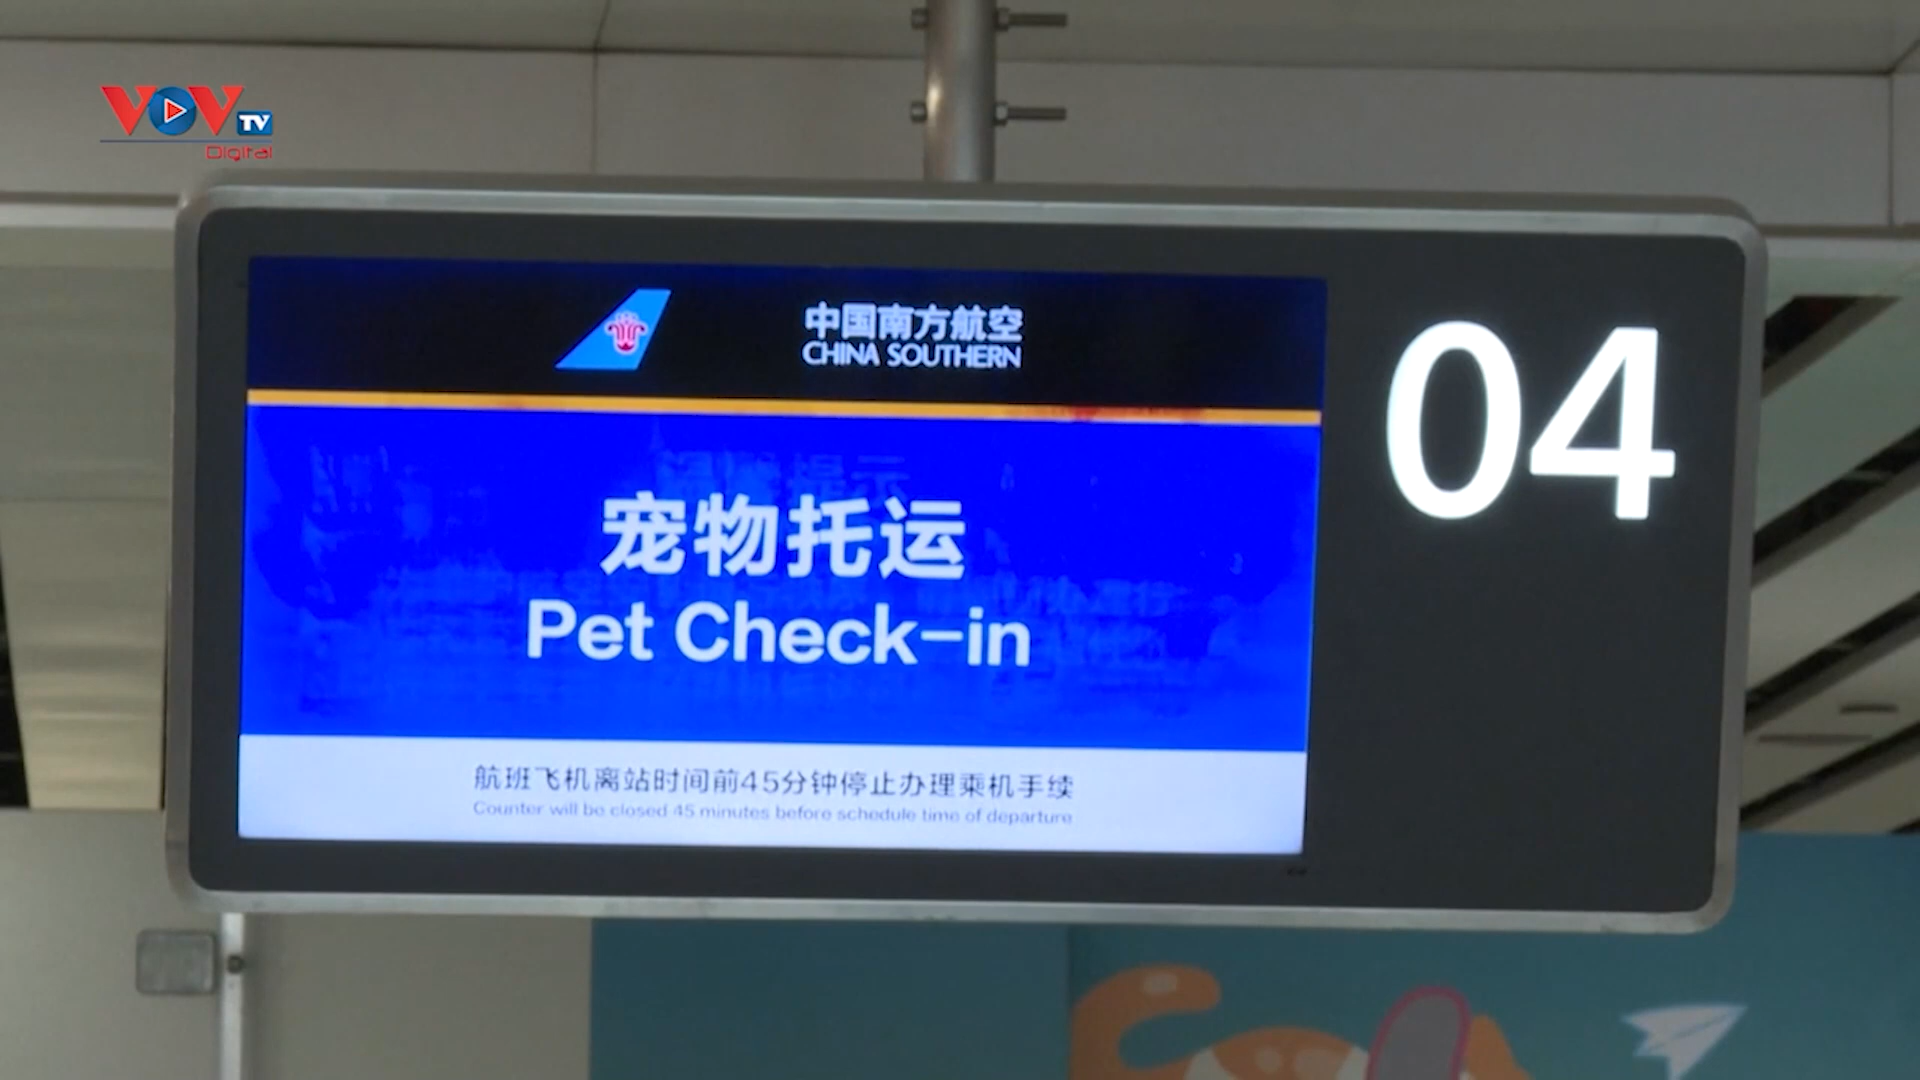 VOV TV
Digital
中国南方航空
CHINA SOUTHERN
04
宠物托运
Pet Check-in
航班飞机离站时间前45分钟停止办理乘机手续
Counter will be closed 45 minutes before schedule time of departure